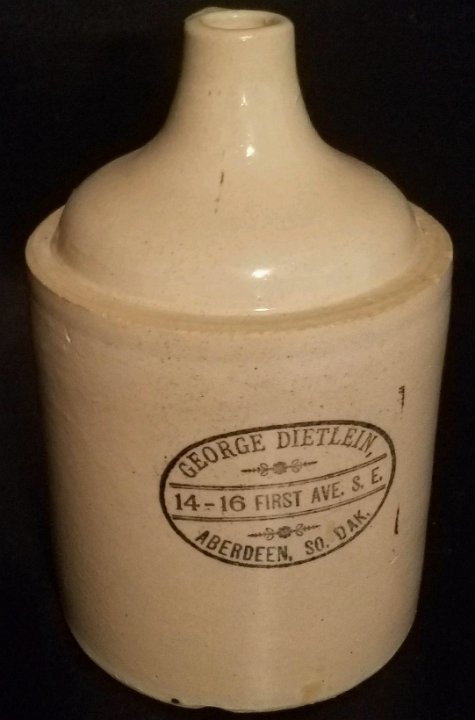 GEORGE DIETLEIN,
14-16 FIRST AVE. S. E.
ABERDEEN, SO. DAK.